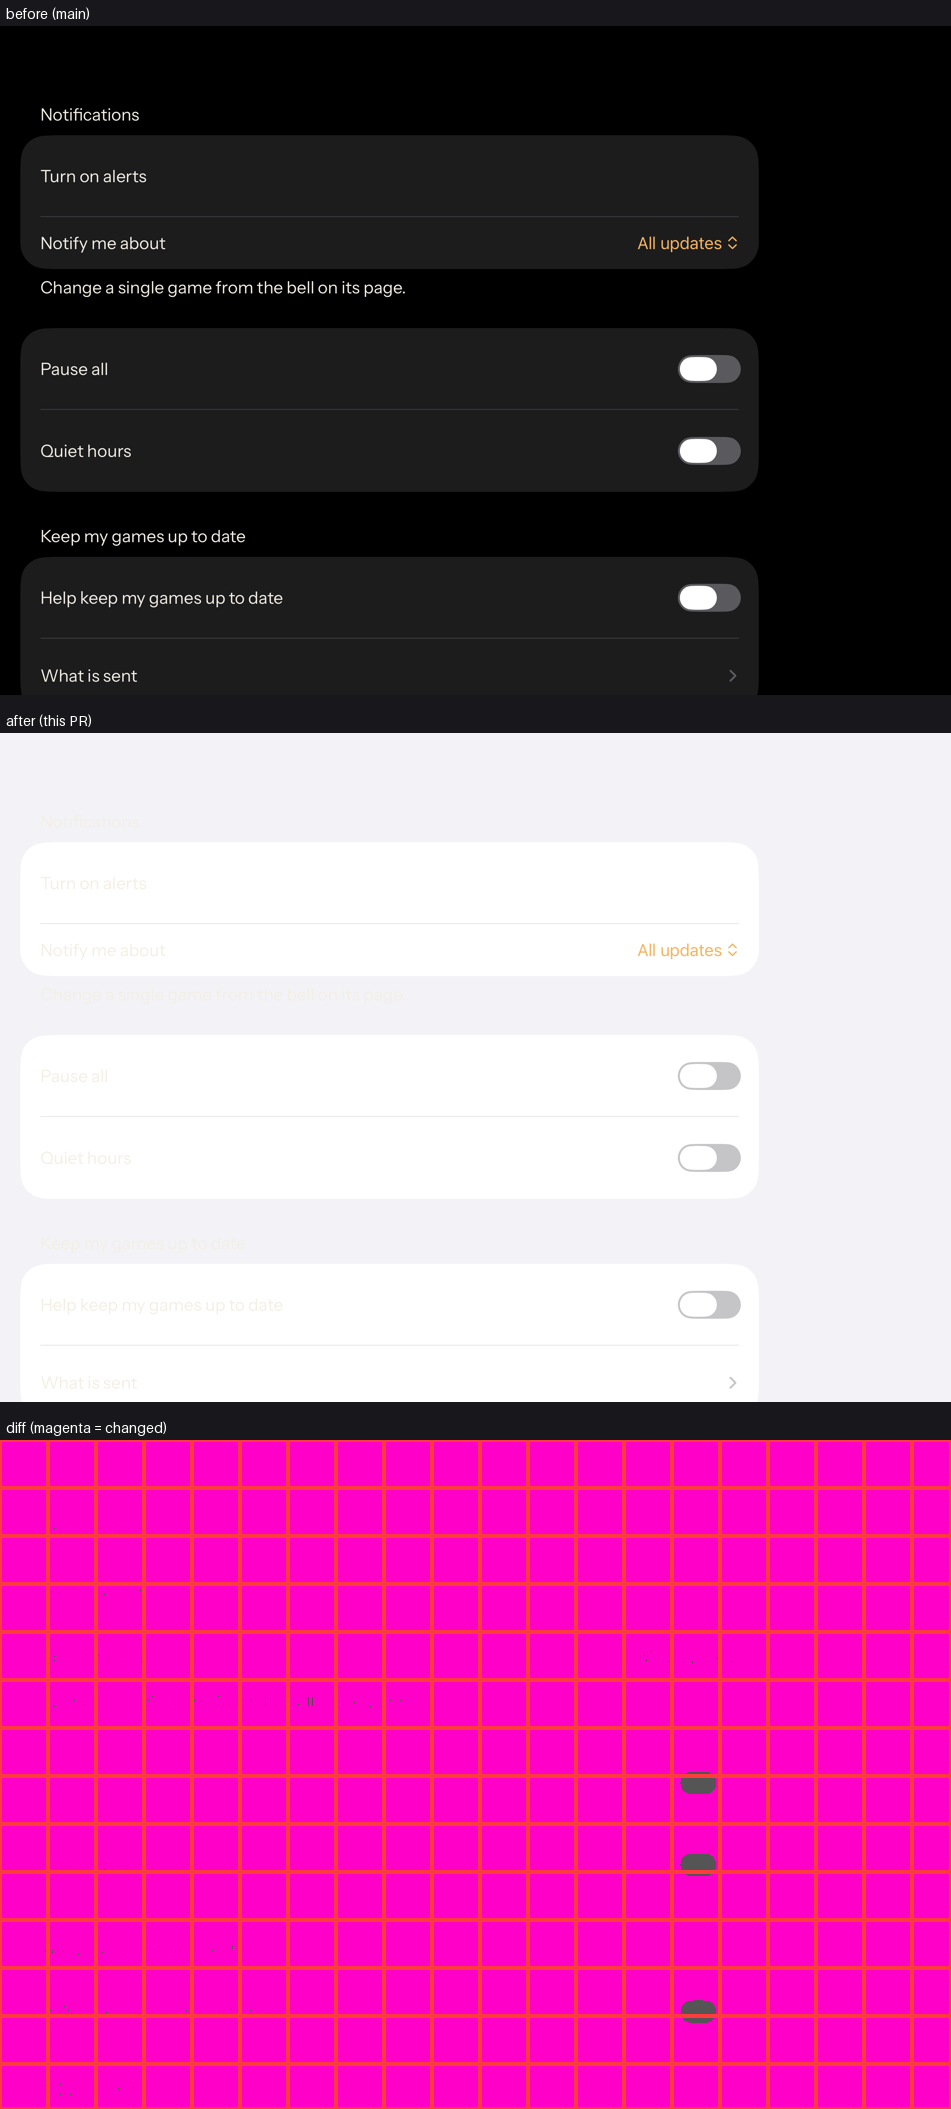 before (main)
Notifications
Turn on alerts
Notify me about
All updates
Change a single game from the bell on its page.
Pause all
Quiet hours
Keep my games up to date
Help keep my games up to date
What is sent
after (this PR)
Notifications
Turn on alerts
Notify me about
All updates
Change a single game from the bell on its page.
Pause all
Quiet hours
Keep my games up to date
Help keep my games up to date
What is sent
diff (magenta = changed)